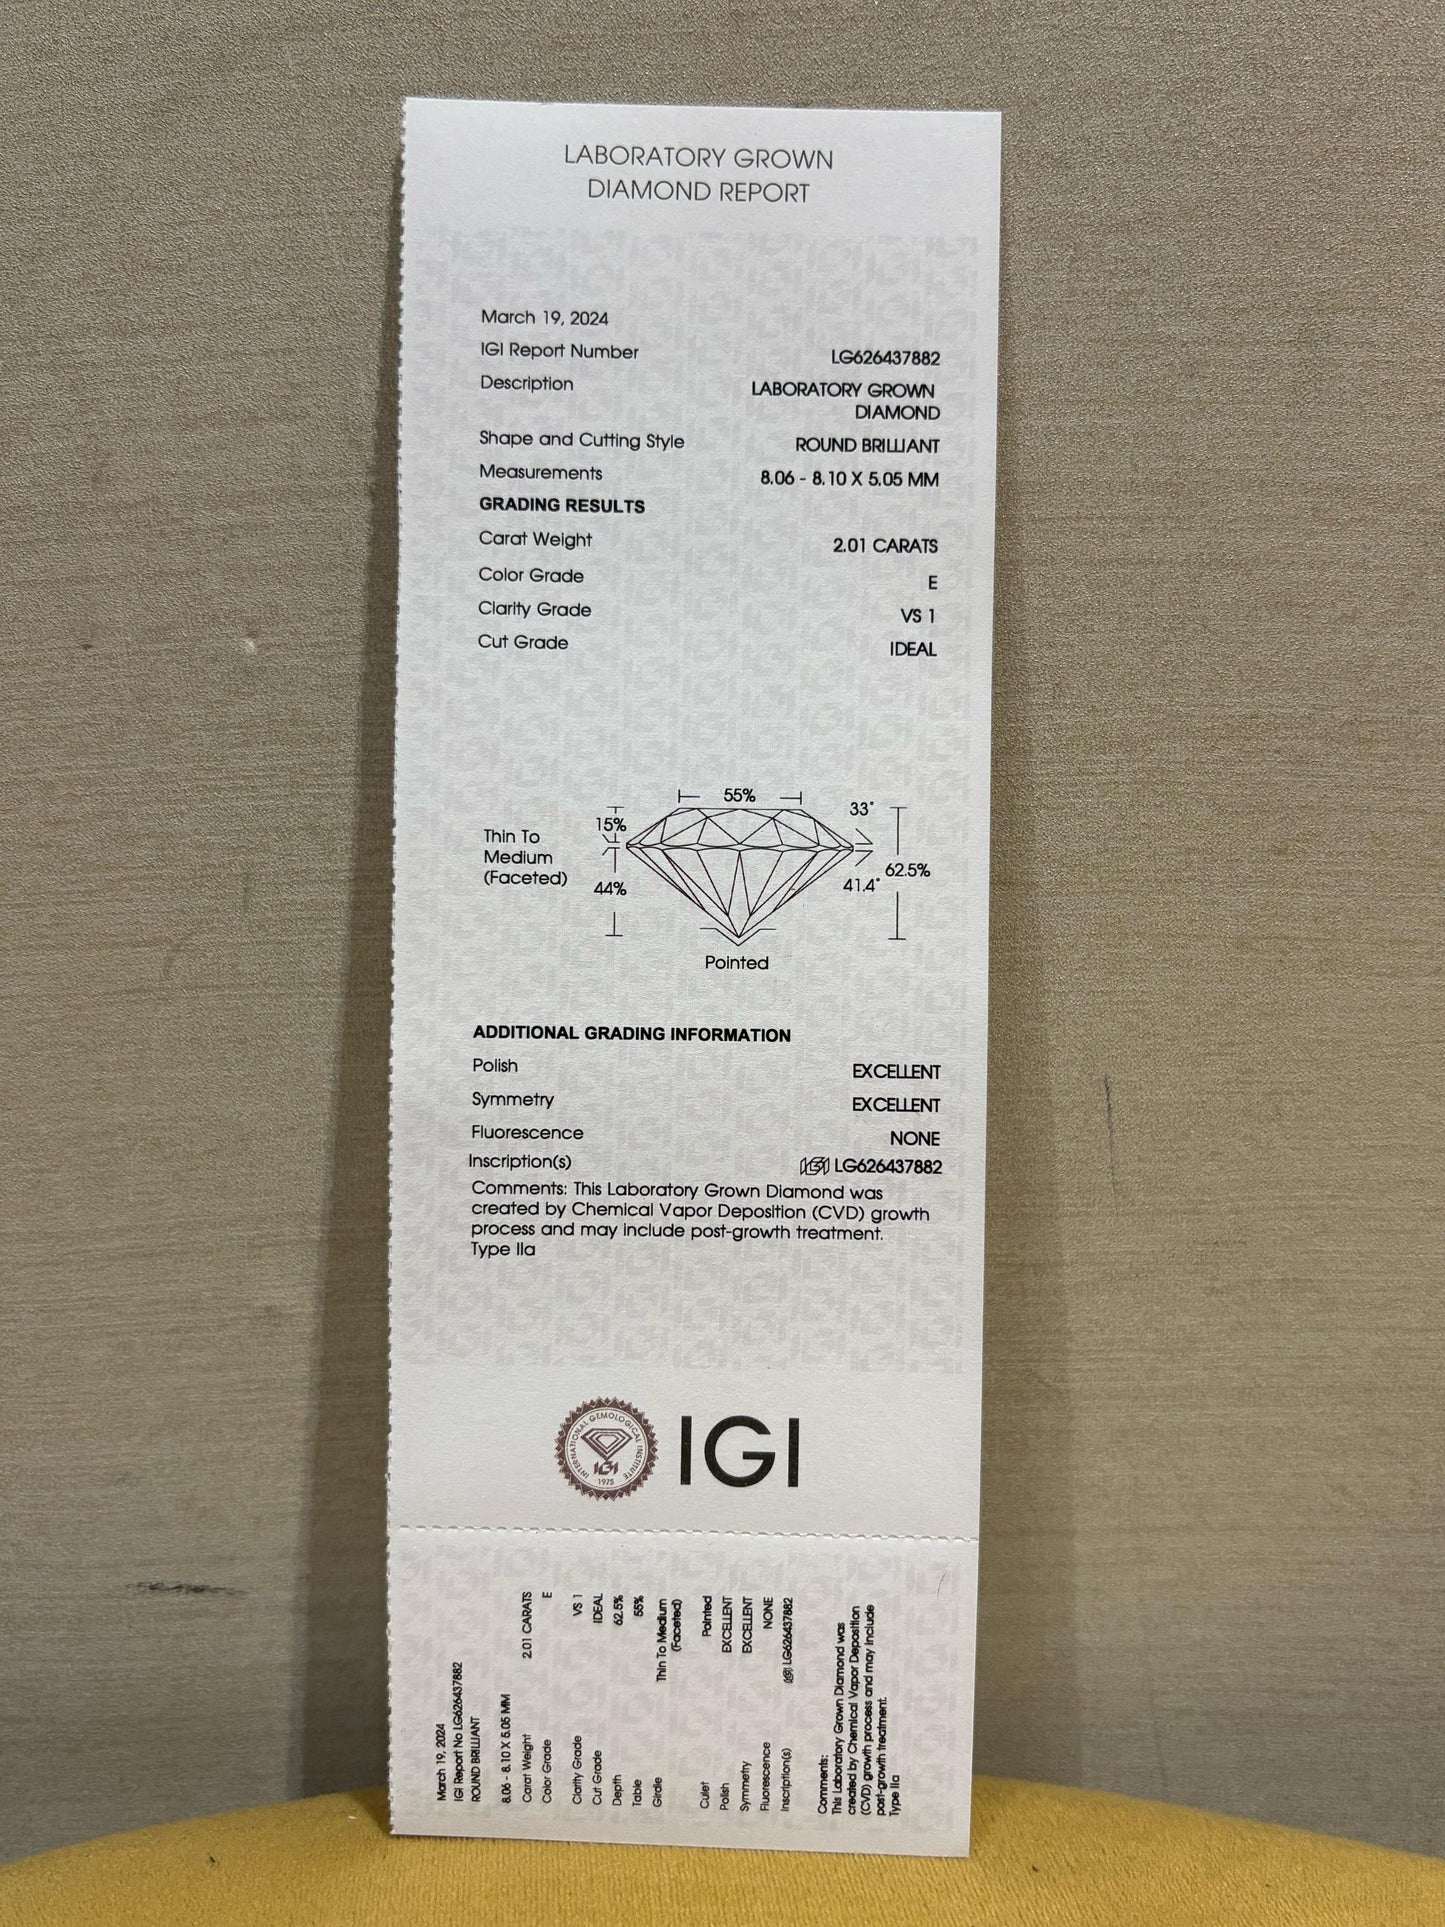 LABORATORY GROWN
DIAMOND REPORT
March 19, 2024
IGI Report Number LG626437882
Description LABORATORY GROWN
DIAMOND
Shape and Cutting Style ROUND BRILLIANT
Measurements 8.06 - 8.10 X 5.05 MM
GRADING RESULTS
Carat Weight 2.01 CARATS
Color Grade E
Clarity Grade VS 1
Cut Grade IDEAL
55%
33°
15%
Thin To
Medium
(Faceted)
62.5%
44%
41.4°
Pointed
ADDITIONAL GRADING INFORMATION
Polish EXCELLENT
Symmetry EXCELLENT
Fluorescence NONE
Inscription(s) IGI LG626437882
Comments: This Laboratory Grown Diamond was
created by Chemical Vapor Deposition (CVD) growth
process and may include post-growth treatment.
Type IIa
INTERNATIONAL GEMOLOGICAL INSTITUTE
IGI
1975
IGI
March 19, 2024
IGI Report No LG626437882
ROUND BRILLIANT
8.06 - 8.10 X 5.05 MM
Carat Weight 2.01 CARATS
Color Grade E
Clarity Grade VS 1
Cut Grade IDEAL
Depth 62.5%
Table 55%
Girdle Thin To Medium
(Faceted)
Culet Pointed
Polish EXCELLENT
Symmetry EXCELLENT
Fluorescence NONE
Inscription(s) IGI LG626437882
Comments:
This Laboratory Grown Diamond was
created by Chemical Vapor Deposition
(CVD) growth process and may include
post-growth treatment.
Type IIa